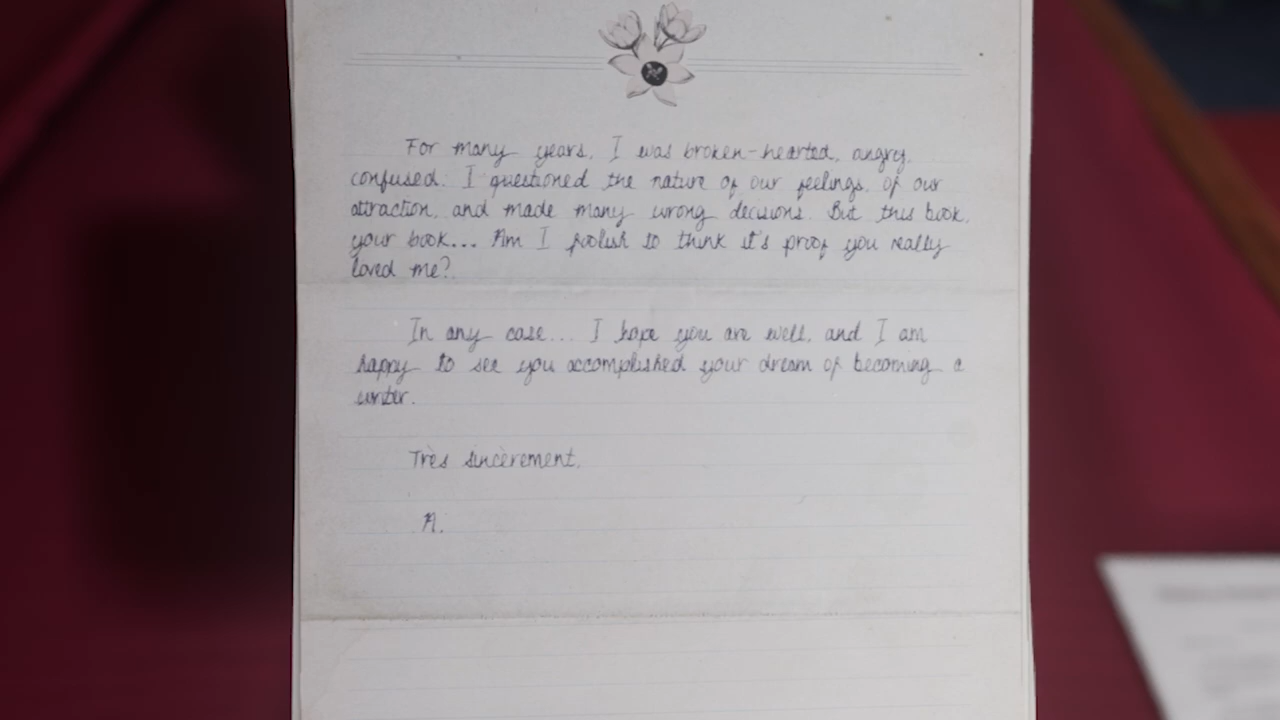 For many years, I was broken-hearted, angry,
confused. I questioned the nature of our feelings, of our
attraction, and made many wrong decisions. But this book,
your book... Am I foolish to think it's proof you really
loved me?
In any case... I hope you are well, and I am
happy to see you accomplished your dream of becoming a
writer.
Très sincèrement,
A.